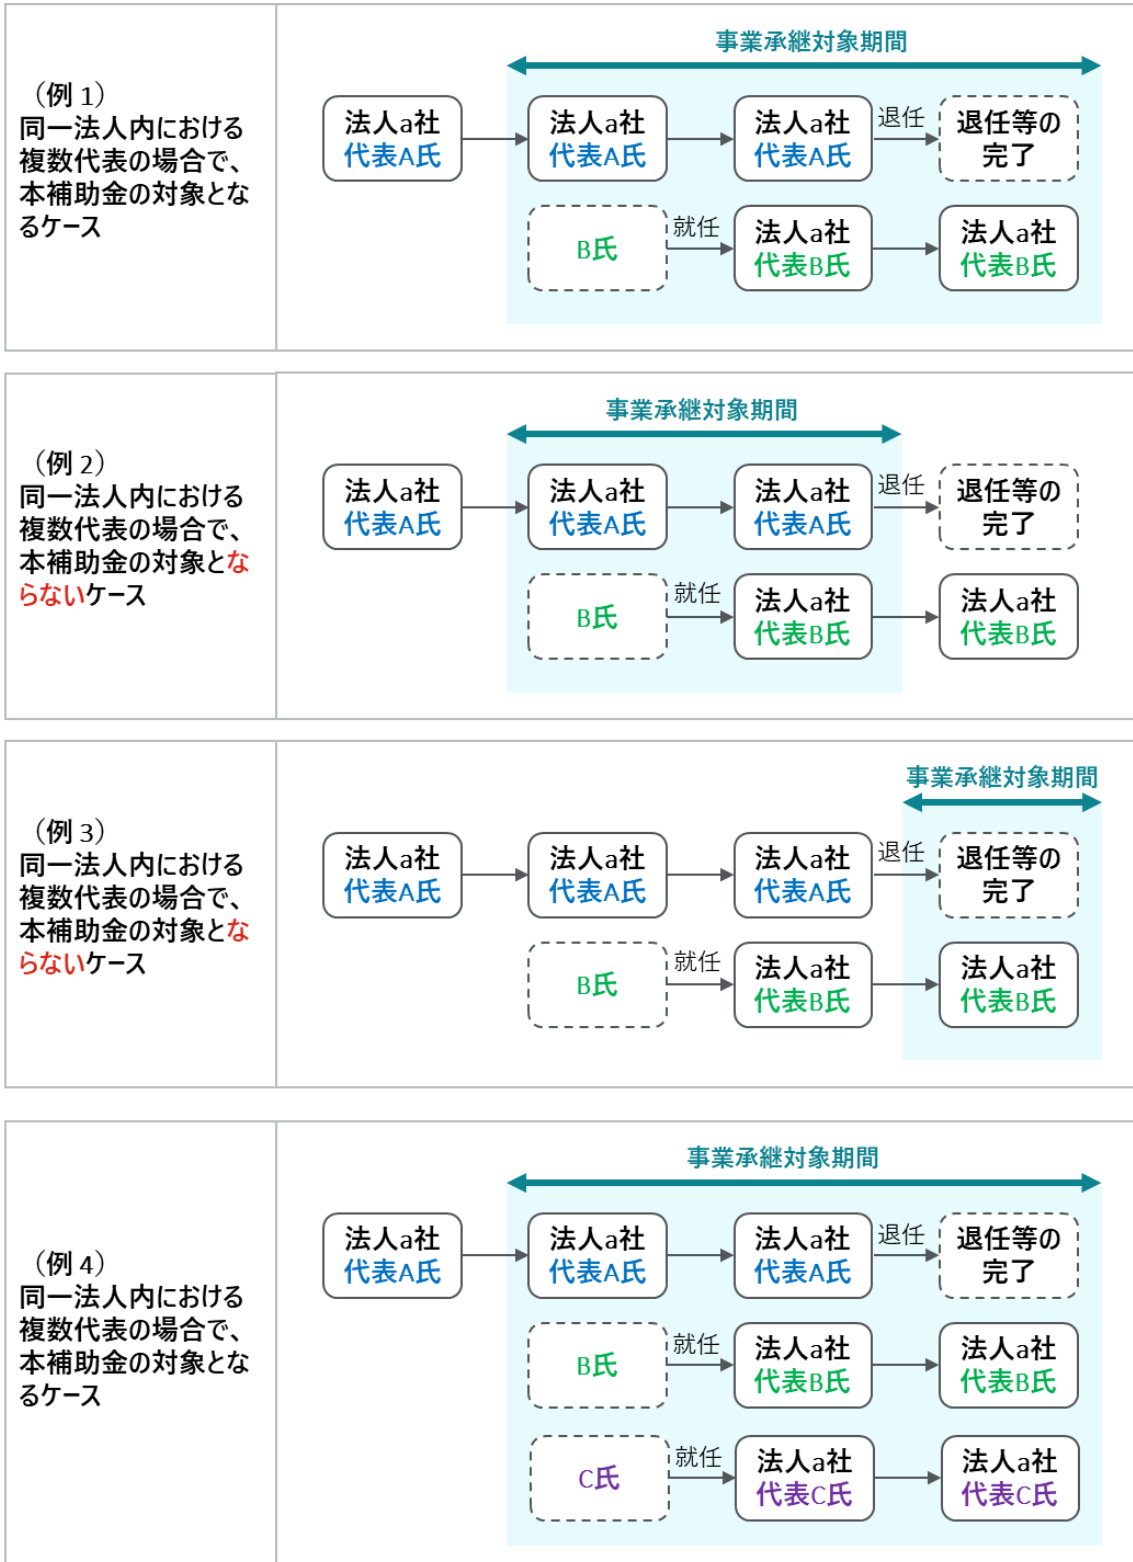 （例 1）
同一法人内における
複数代表の場合で、
本補助金の対象とな
るケース
事業承継対象期間
法人a社
代表A氏
法人a社
代表A氏
法人a社
代表A氏
退任
退任等の
完了
B氏
就任
法人a社
代表B氏
法人a社
代表B氏
（例 2）
同一法人内における
複数代表の場合で、
本補助金の対象とな
らないケース
事業承継対象期間
法人a社
代表A氏
法人a社
代表A氏
法人a社
代表A氏
退任
退任等の
完了
B氏
就任
法人a社
代表B氏
法人a社
代表B氏
（例 3）
同一法人内における
複数代表の場合で、
本補助金の対象とな
らないケース
事業承継対象期間
法人a社
代表A氏
法人a社
代表A氏
法人a社
代表A氏
退任
退任等の
完了
B氏
就任
法人a社
代表B氏
法人a社
代表B氏
（例 4）
同一法人内における
複数代表の場合で、
本補助金の対象とな
るケース
事業承継対象期間
法人a社
代表A氏
法人a社
代表A氏
法人a社
代表A氏
退任
退任等の
完了
B氏
就任
法人a社
代表B氏
法人a社
代表B氏
C氏
就任
法人a社
代表C氏
法人a社
代表C氏